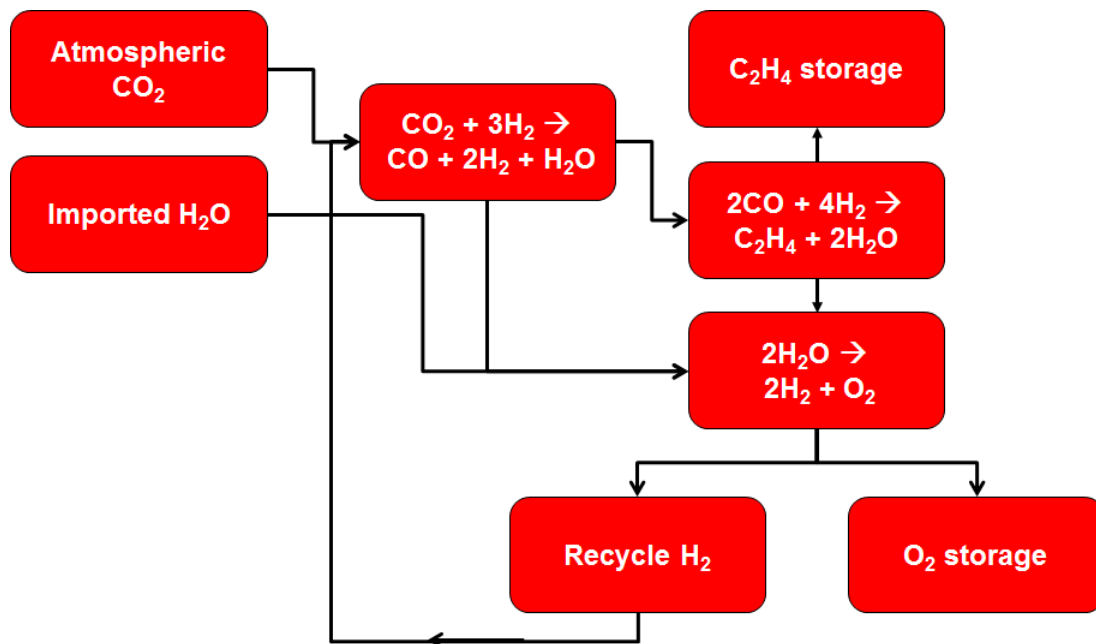 Atmospheric
CO₂
C₂H₄ storage
CO₂ + 3H₂ →
CO + 2H₂ + H₂O
Imported H₂O
2CO + 4H₂ →
C₂H₄ + 2H₂O
2H₂O →
2H₂ + O₂
Recycle H₂
O₂ storage